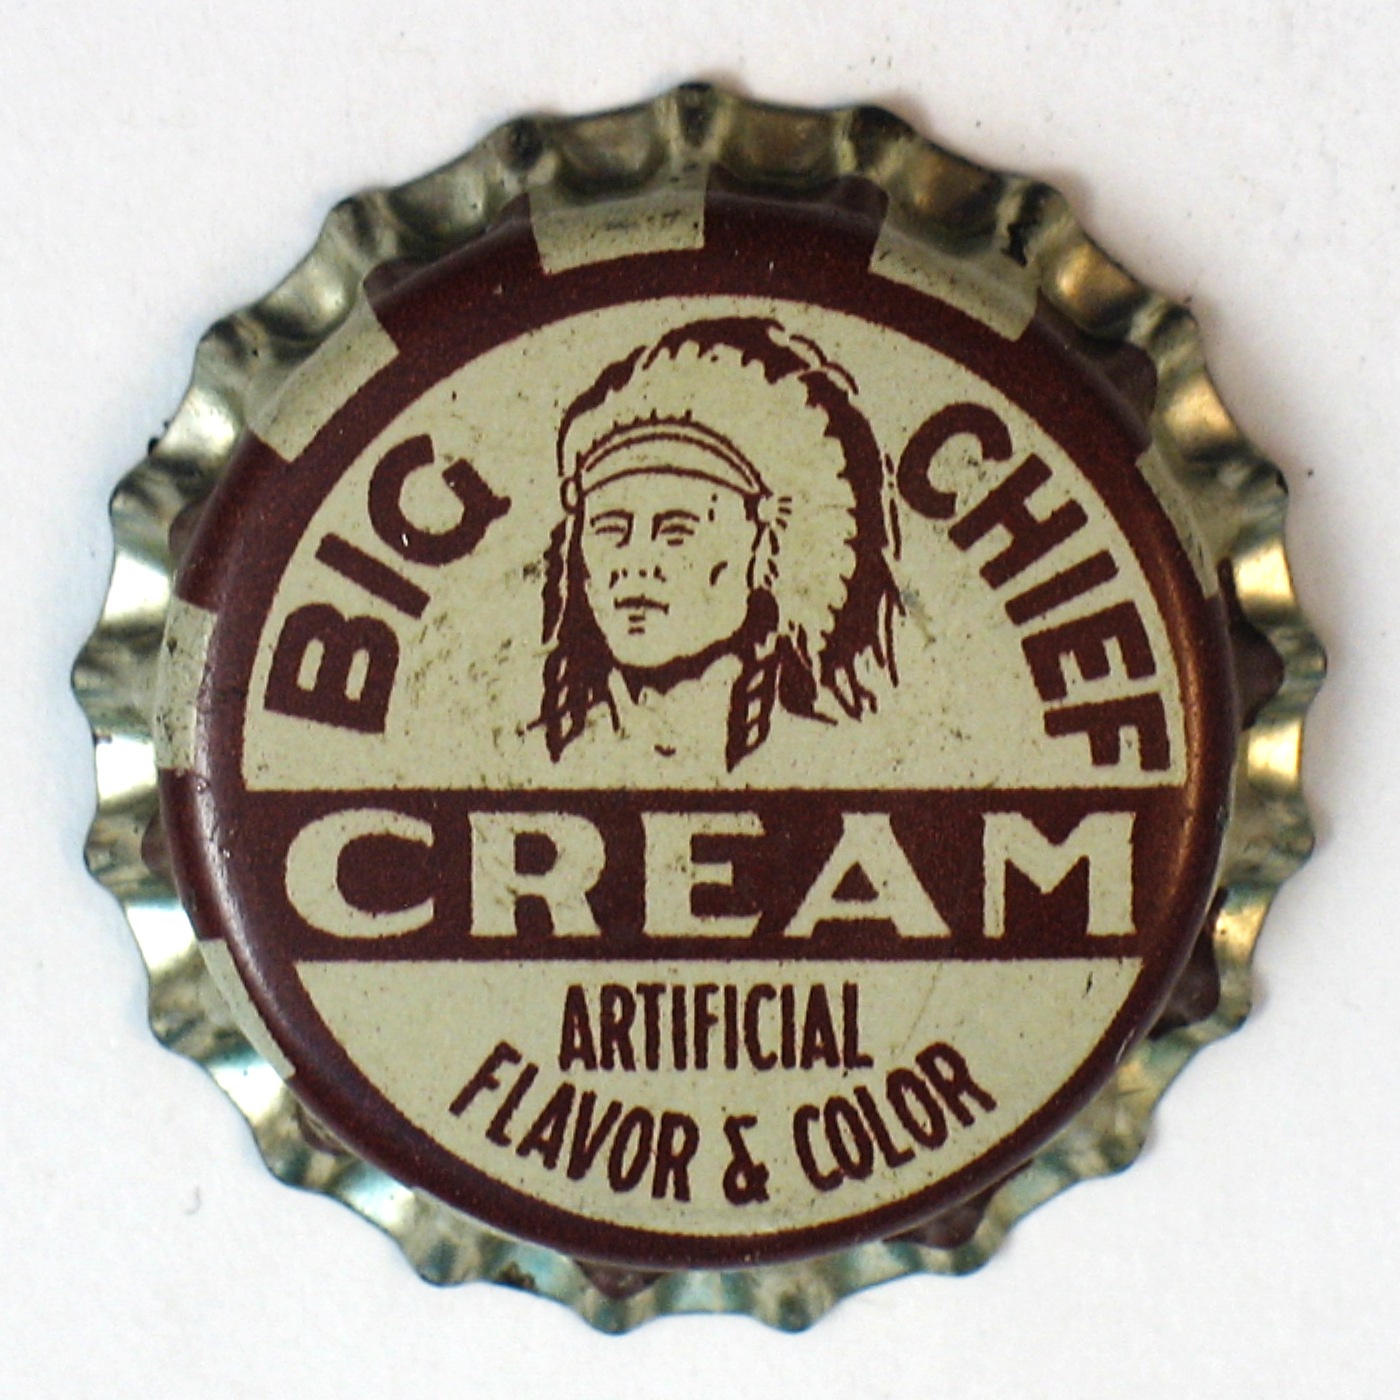 BIG CHIEF
CREAM
ARTIFICIAL
FLAVOR & COLOR